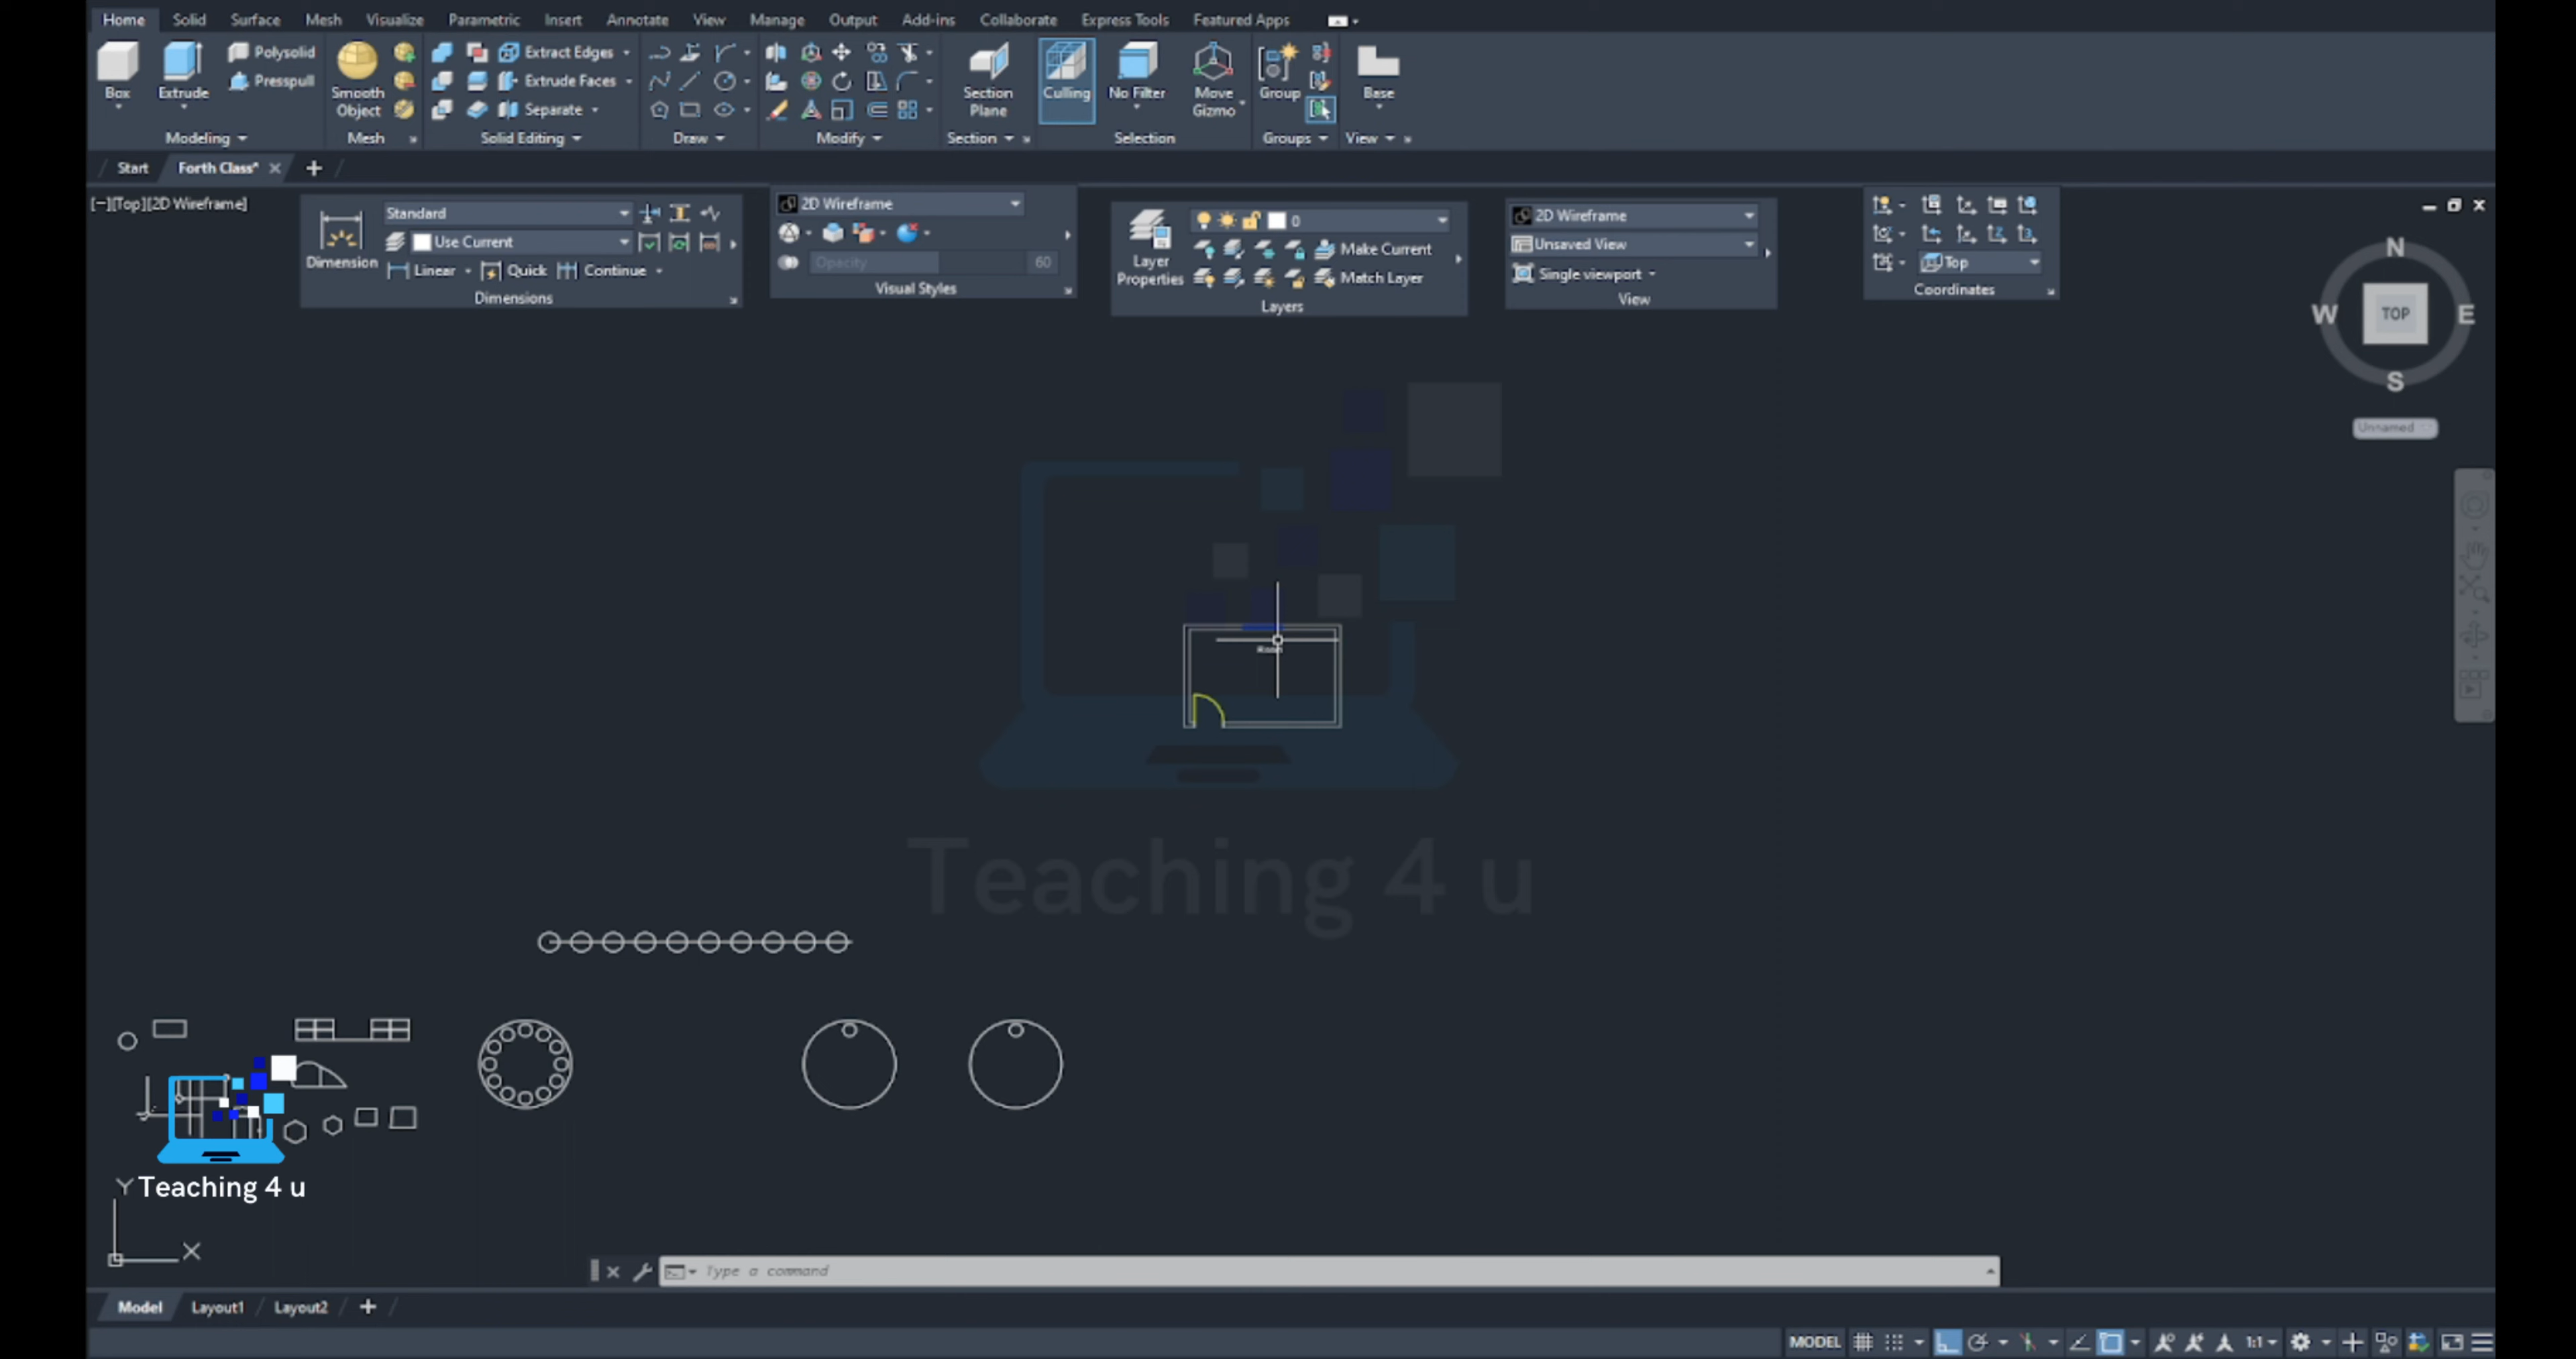 Home Solid Surface Mesh Visualize Parametric Insert Annotate View Manage Output Add-ins Collaborate Express Tools Featured Apps
Box
Extrude
Polysolid
Presspull
Modeling
Smooth
Object
Mesh
Extract Edges
Extrude Faces
Separate
Solid Editing
Draw
Modify
Section
Plane
Section
Culling
No Filter
Move
Gizmo
Selection
Group
Groups
Base
View
Start
Forth Class*
[−][Top][2D Wireframe]
Dimension
Standard
Use Current
Linear
Quick
Continue
Dimensions
2D Wireframe
Opacity 60
Visual Styles
Layer
Properties
0
Make Current
Match Layer
Layers
2D Wireframe
Unsaved View
Single viewport
View
Top
Coordinates
N
W TOP E
S
Unnamed
Teaching 4 u
Y
Teaching 4 u
X
Type a command
Model Layout1 Layout2
MODEL 1:1